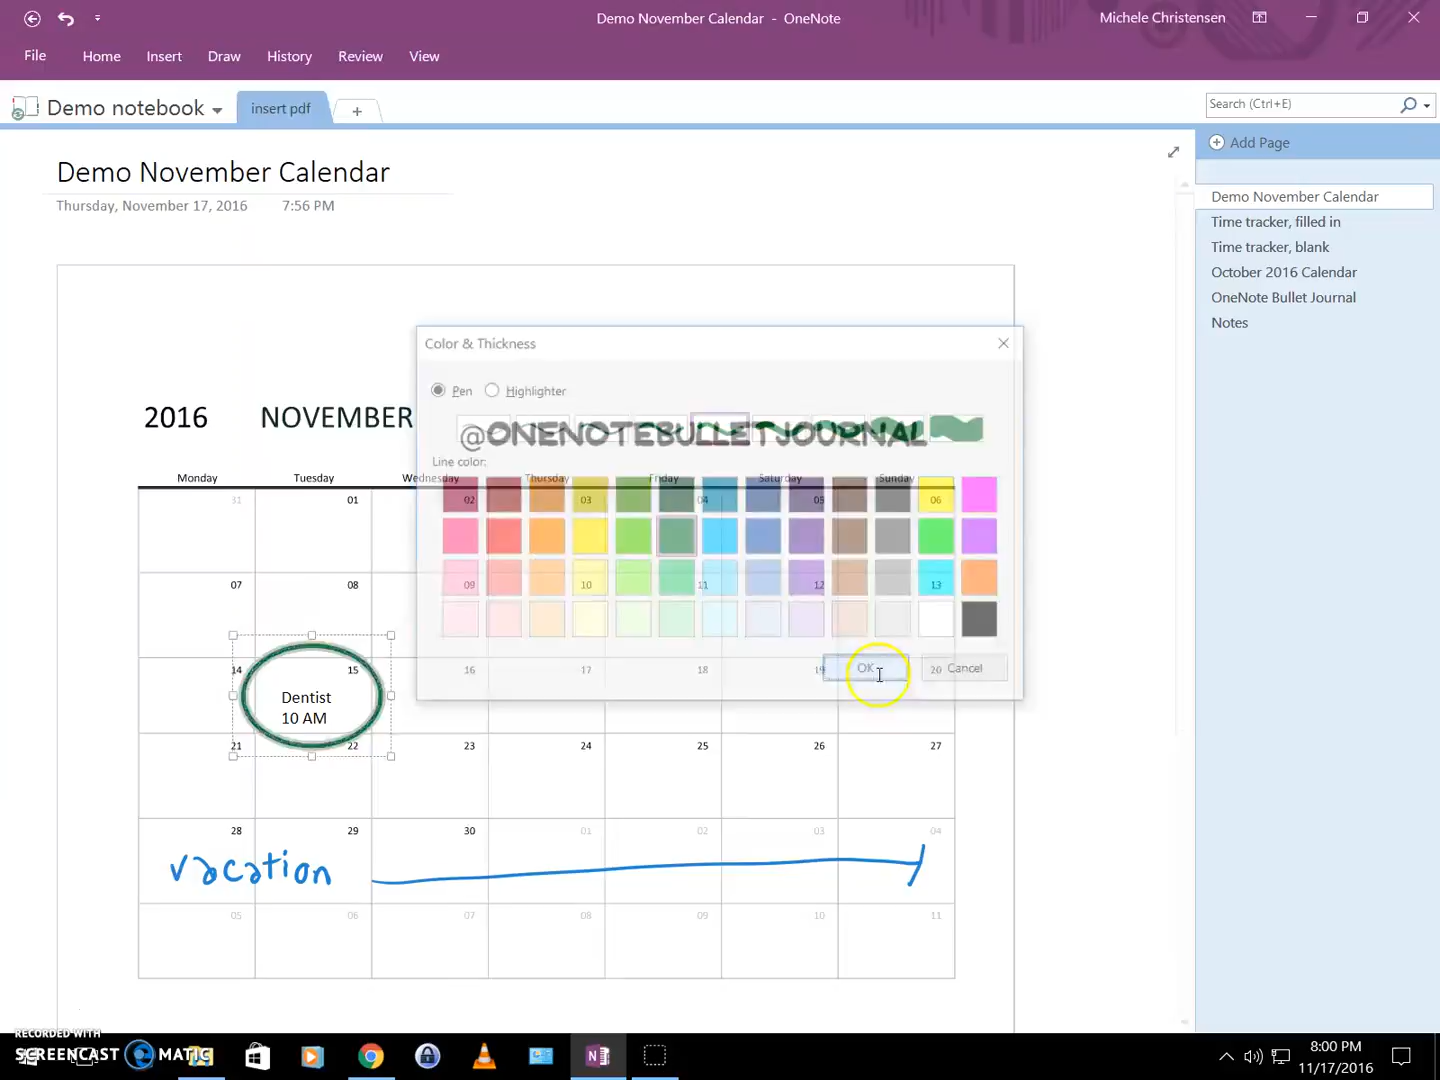 Demo November Calendar - OneNote
Michele Christensen
File Home Insert Draw History Review View
Demo notebook
insert pdf
+
Search (Ctrl+E)
Add Page
Demo November Calendar
Time tracker, filled in
Time tracker, blank
October 2016 Calendar
OneNote Bullet Journal
Notes
Demo November Calendar
Thursday, November 17, 2016 7:56 PM
Color & Thickness
Pen Highlighter
@ONENOTEBULLETJOURNAL
Line color:
OK Cancel
2016 NOVEMBER
Monday Tuesday Wednesday Thursday Friday Saturday Sunday
31 01 02 03 04 05 06
07 08 09 10 11 12 13
14 15 16 17 18 19 20
Dentist
10 AM
21 22 23 24 25 26 27
28 29 30 01 02 03 04
vacation
05 06 07 08 09 10 11
RECORDED WITH
SCREENCAST MATIC
8:00 PM
11/17/2016